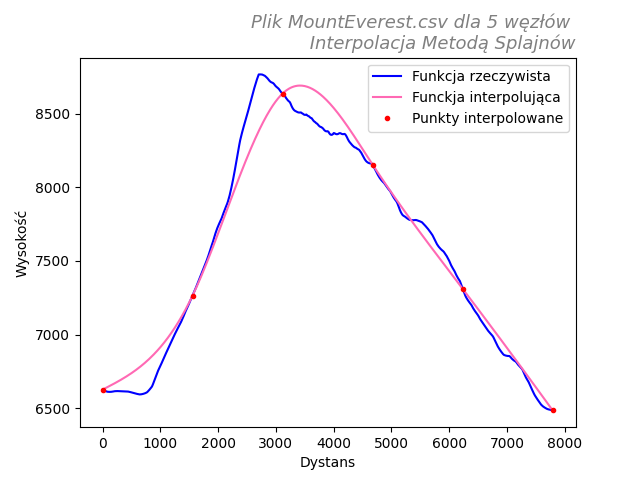 Plik MountEverest.csv dla 5 węzłów
Interpolacja Metodą Splajnów
Funkcja rzeczywista
Funckja interpolująca
Punkty interpolowane
Wysokość
8500
8000
7500
7000
6500
0 1000 2000 3000 4000 5000 6000 7000 8000
Dystans